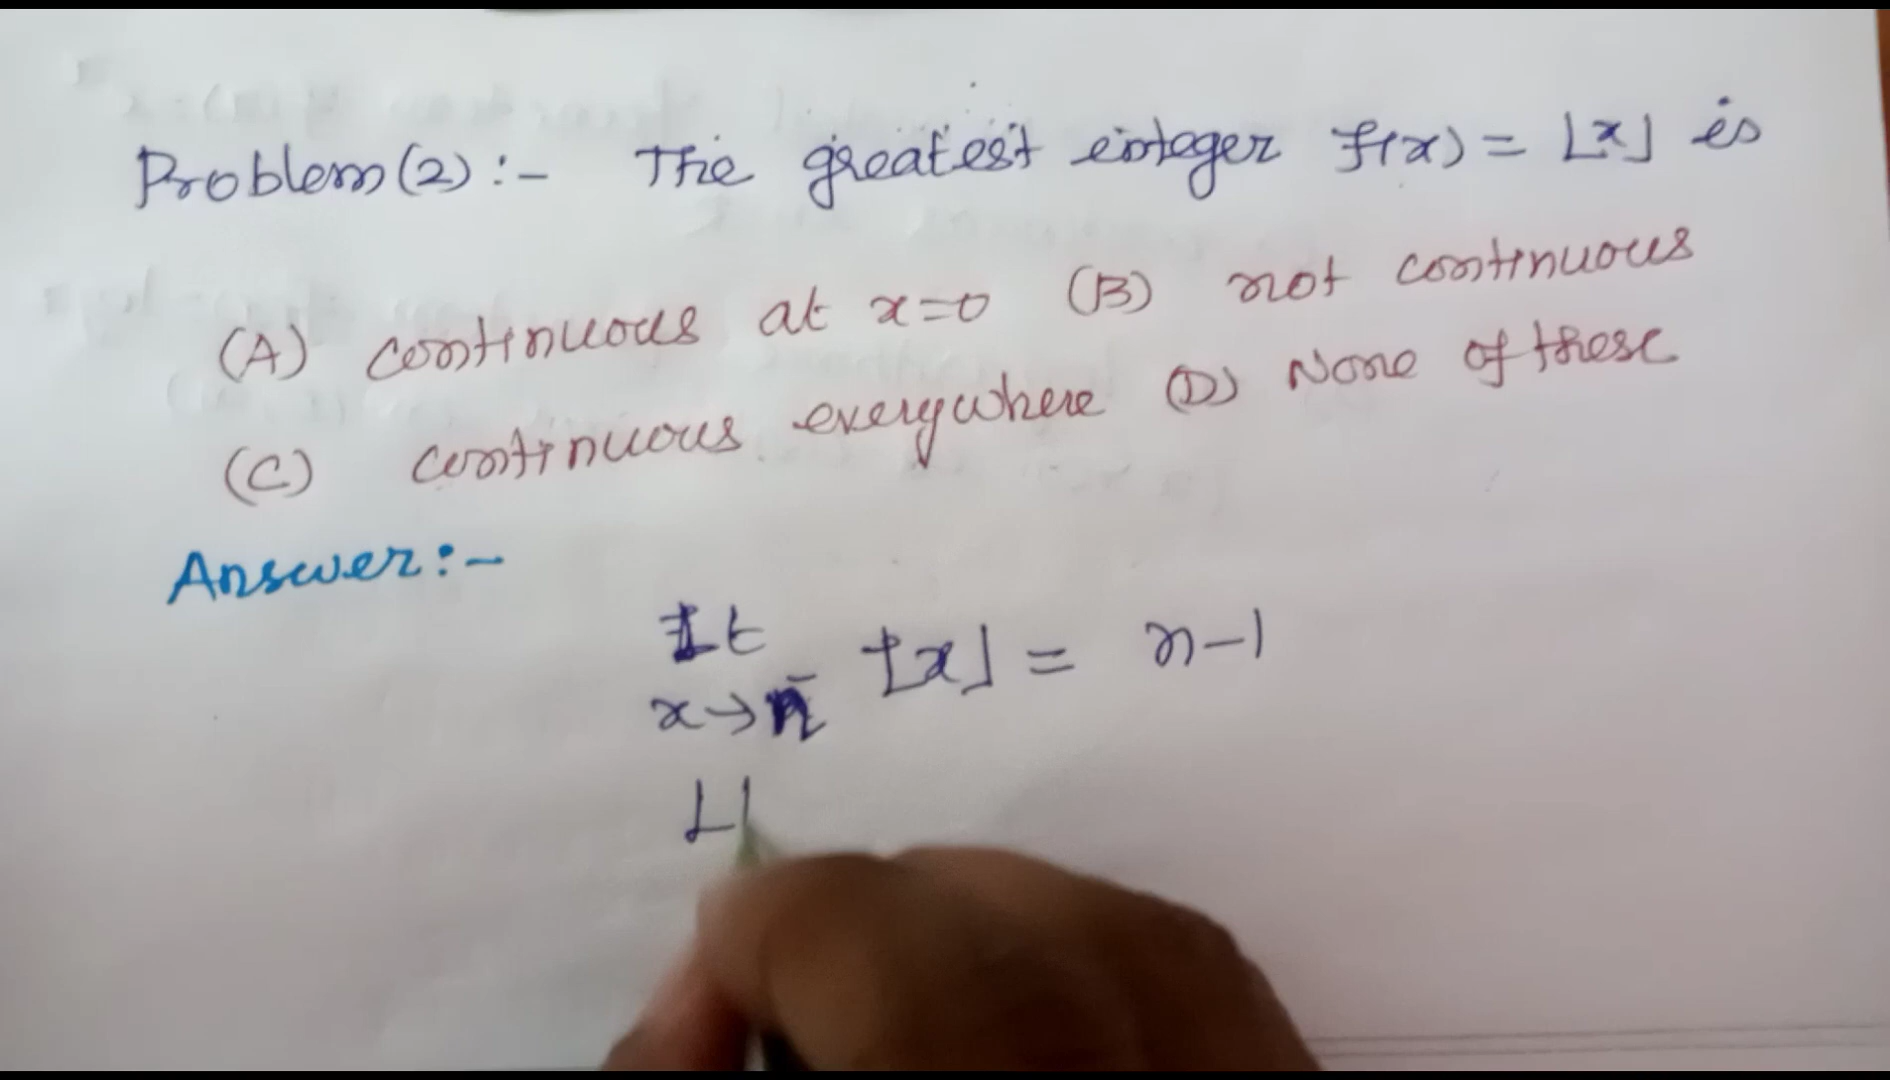 Problem (2) :- The greatest integer f(x) = ⌊x⌋ is
(A) continuous at x=0 (B) not continuous
(C) continuous everywhere (D) None of these
Answer :-
Lt ⌊x⌋ = n-1
x→n⁻
Lt